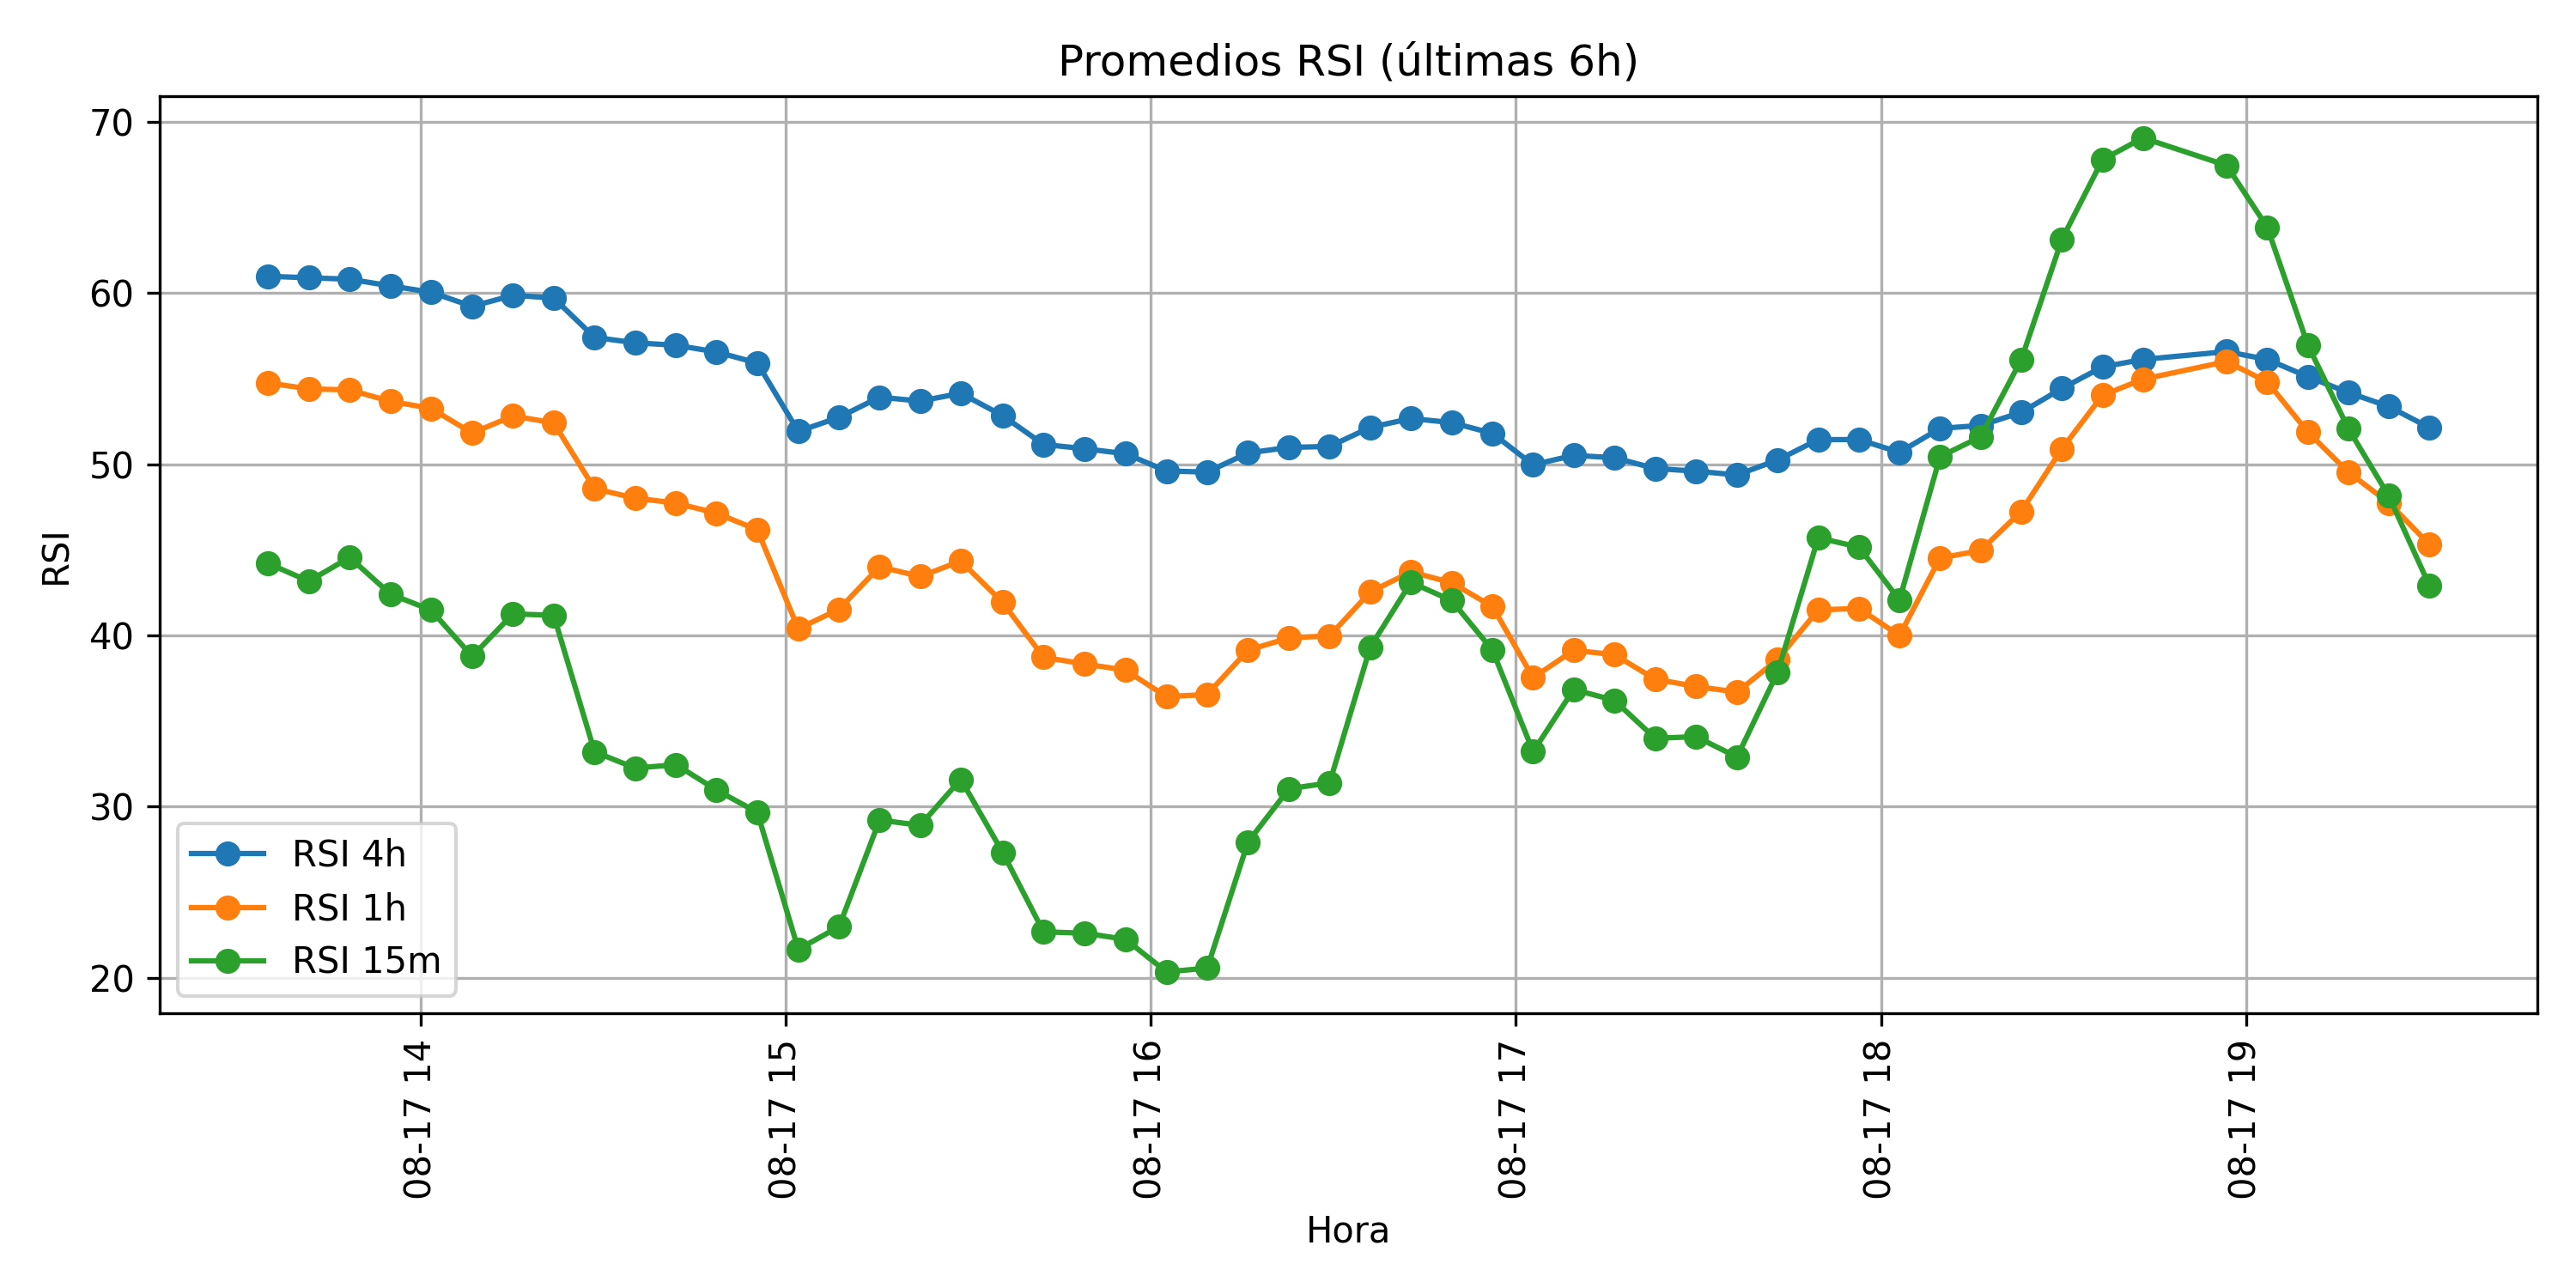 Promedios RSI (últimas 6h)
70
60
50
40
30
20
RSI
RSI 4h
RSI 1h
RSI 15m
08-17 14
08-17 15
08-17 16
08-17 17
08-17 18
08-17 19
Hora